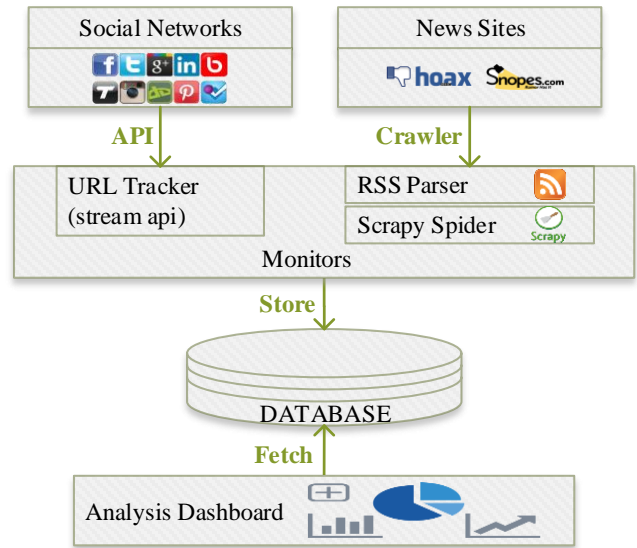 Social Networks
f t g+ in b
T p
News Sites
hoax Snopes.com
API
Crawler
URL Tracker
(stream api)
RSS Parser
Scrapy Spider
Scrapy
Monitors
Store
DATABASE
Fetch
Analysis Dashboard